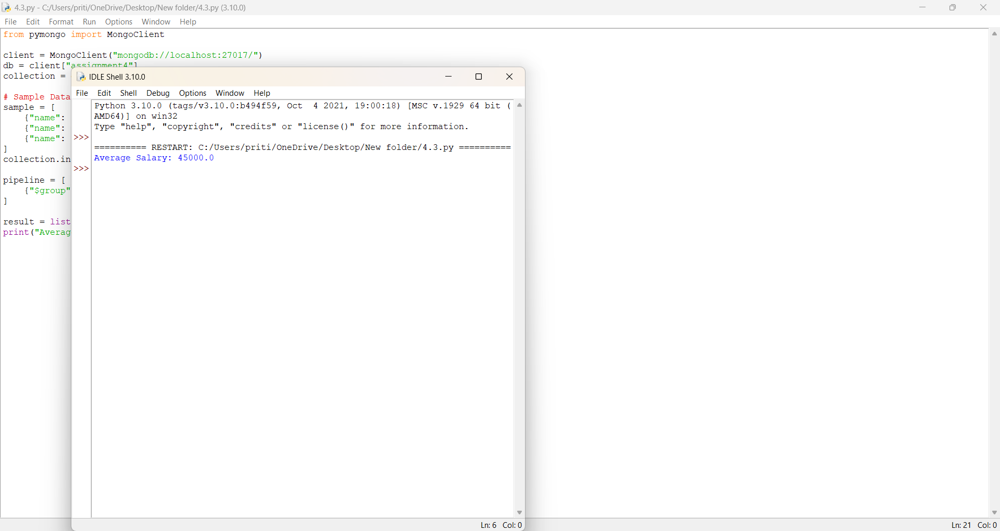 4.3.py - C:/Users/priti/OneDrive/Desktop/New folder/4.3.py (3.10.0)
File Edit Format Run Options Window Help
from pymongo import MongoClient
client = MongoClient("mongodb://localhost:27017/")
db = client["assignment4"]
collection =
# Sample Data
sample = [
{"name":
{"name":
{"name":
]
collection.in
pipeline = [
{"$group"
]
result = list
print("Averag
IDLE Shell 3.10.0
File Edit Shell Debug Options Window Help
Python 3.10.0 (tags/v3.10.0:b494f59, Oct  4 2021, 19:00:18) [MSC v.1929 64 bit (
AMD64)] on win32
Type "help", "copyright", "credits" or "license()" for more information.
>>>
========== RESTART: C:/Users/priti/OneDrive/Desktop/New folder/4.3.py ==========
Average Salary: 45000.0
>>>
Ln: 6 Col: 0
Ln: 21 Col: 0